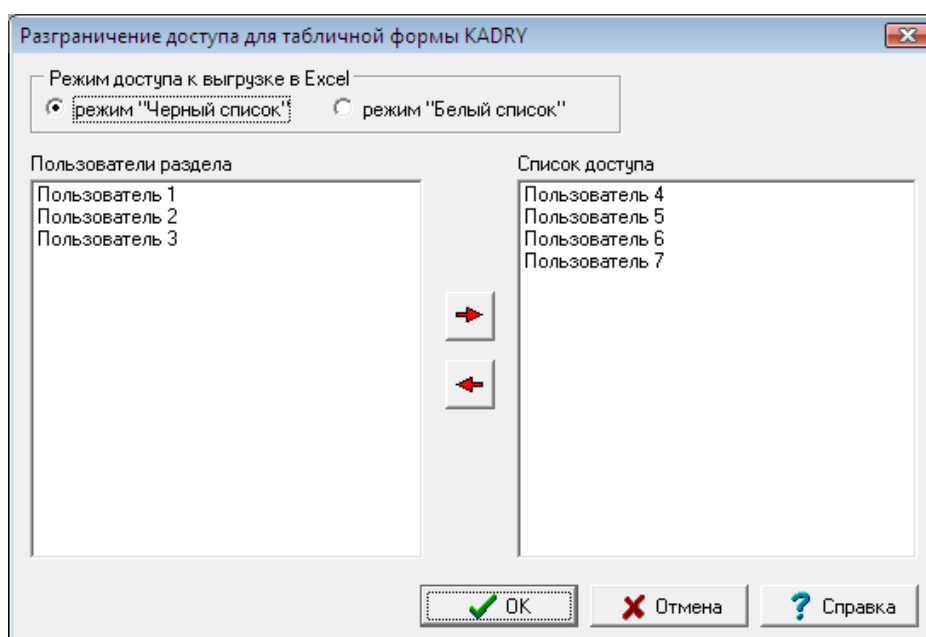 Разграничение доступа для табличной формы KADRY
Режим доступа к выгрузке в Excel
режим "Черный список" режим "Белый список"
Пользователи раздела
Пользователь 1
Пользователь 2
Пользователь 3
Список доступа
Пользователь 4
Пользователь 5
Пользователь 6
Пользователь 7
OK Отмена Справка